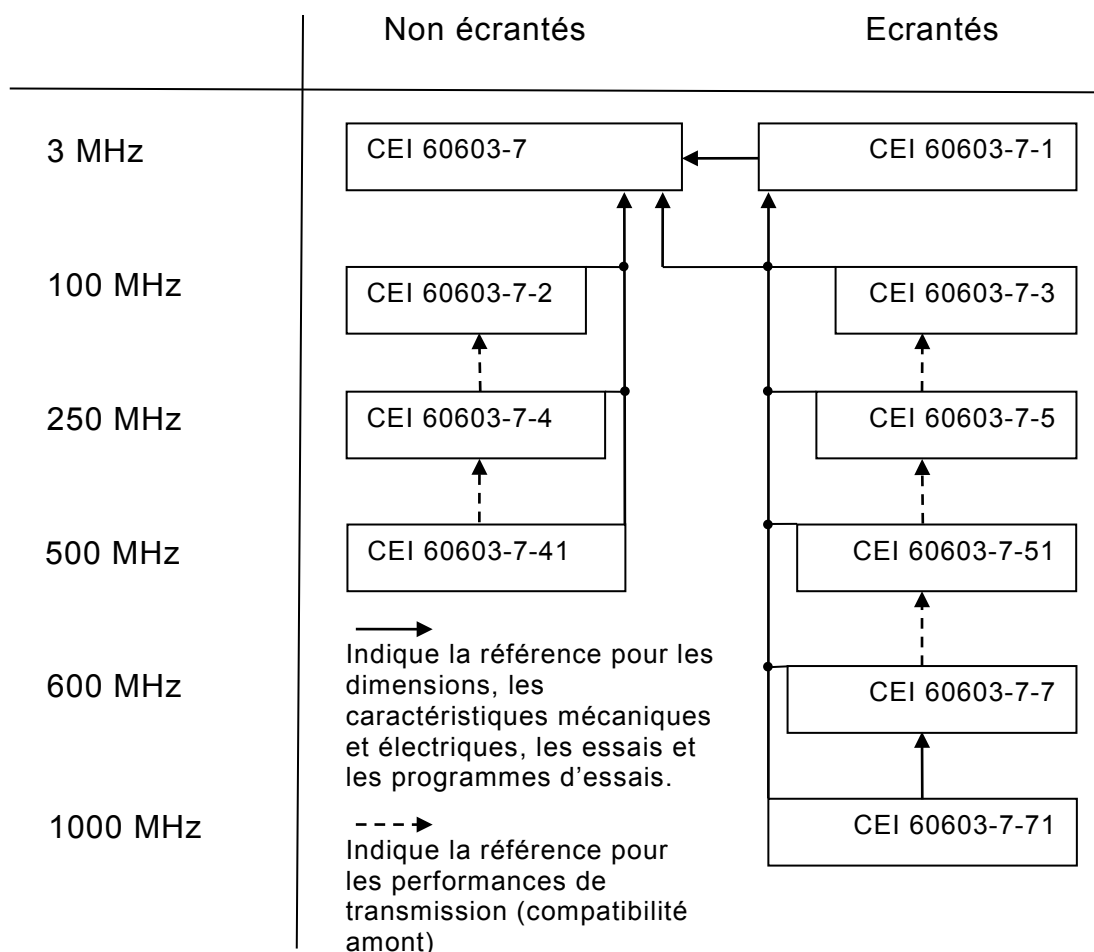 Non écrantés Ecrantés
3 MHz CEI 60603-7 CEI 60603-7-1
100 MHz CEI 60603-7-2 CEI 60603-7-3
250 MHz CEI 60603-7-4 CEI 60603-7-5
500 MHz CEI 60603-7-41 CEI 60603-7-51
Indique la référence pour les
dimensions, les
caractéristiques mécaniques
et électriques, les essais et
les programmes d’essais.
600 MHz CEI 60603-7-7
1000 MHz CEI 60603-7-71
Indique la référence pour
les performances de
transmission (compatibilité
amont)